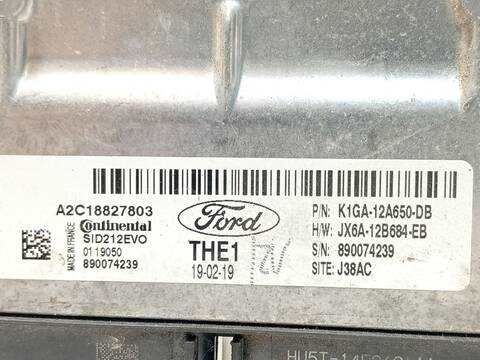 A2C18827803
MADE IN FRANCE
Continental
SID212EVO
0119050
890074239
Ford
THE1
19-02-19
P/N: K1GA-12A650-DB
H/W: JX6A-12B684-EB
S/N: 890074239
SITE: J38AC